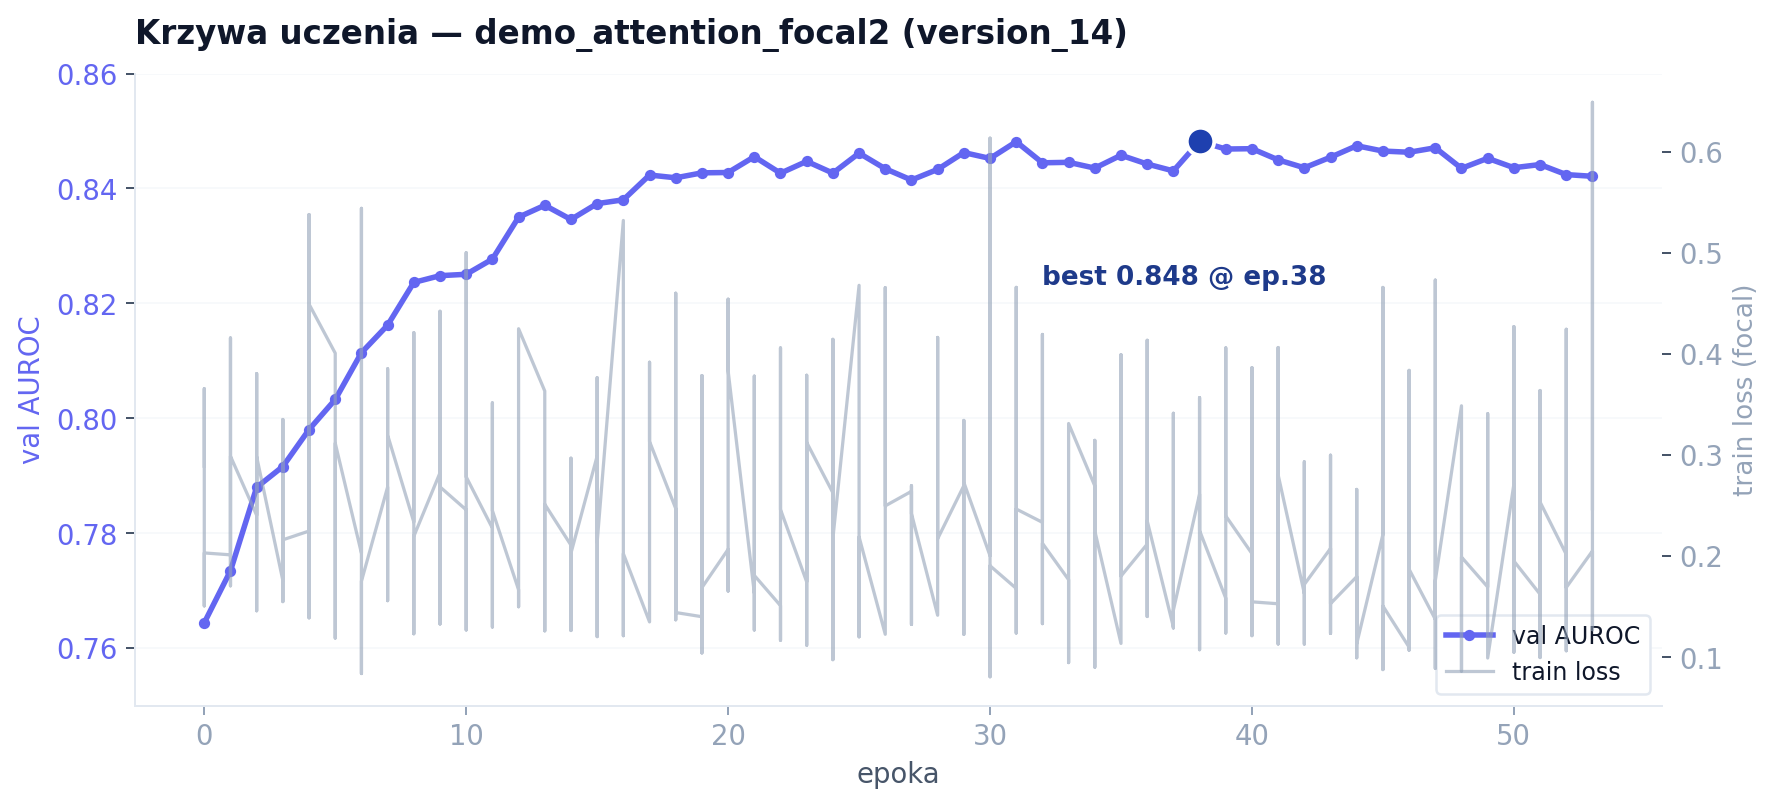 Krzywa uczenia — demo_attention_focal2 (version_14)
0.86
0.84
0.82
0.80
0.78
0.76
val AUROC
best 0.848 @ ep.38
0.6
0.5
0.4
0.3
0.2
0.1
train loss (focal)
val AUROC
train loss
0
10
20
30
40
50
epoka